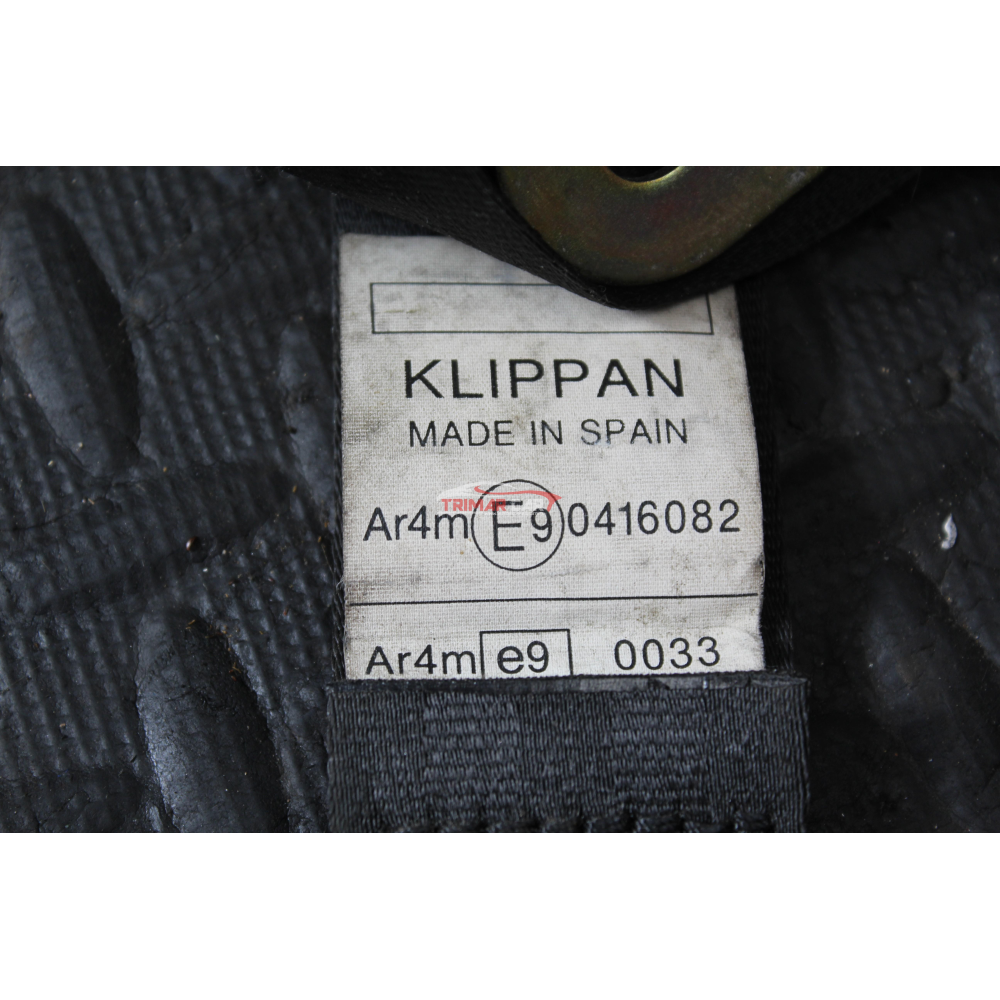 KLIPPAN
MADE IN SPAIN
TRIMAR
Ar4m E9 0416082
Ar4m e9 0033